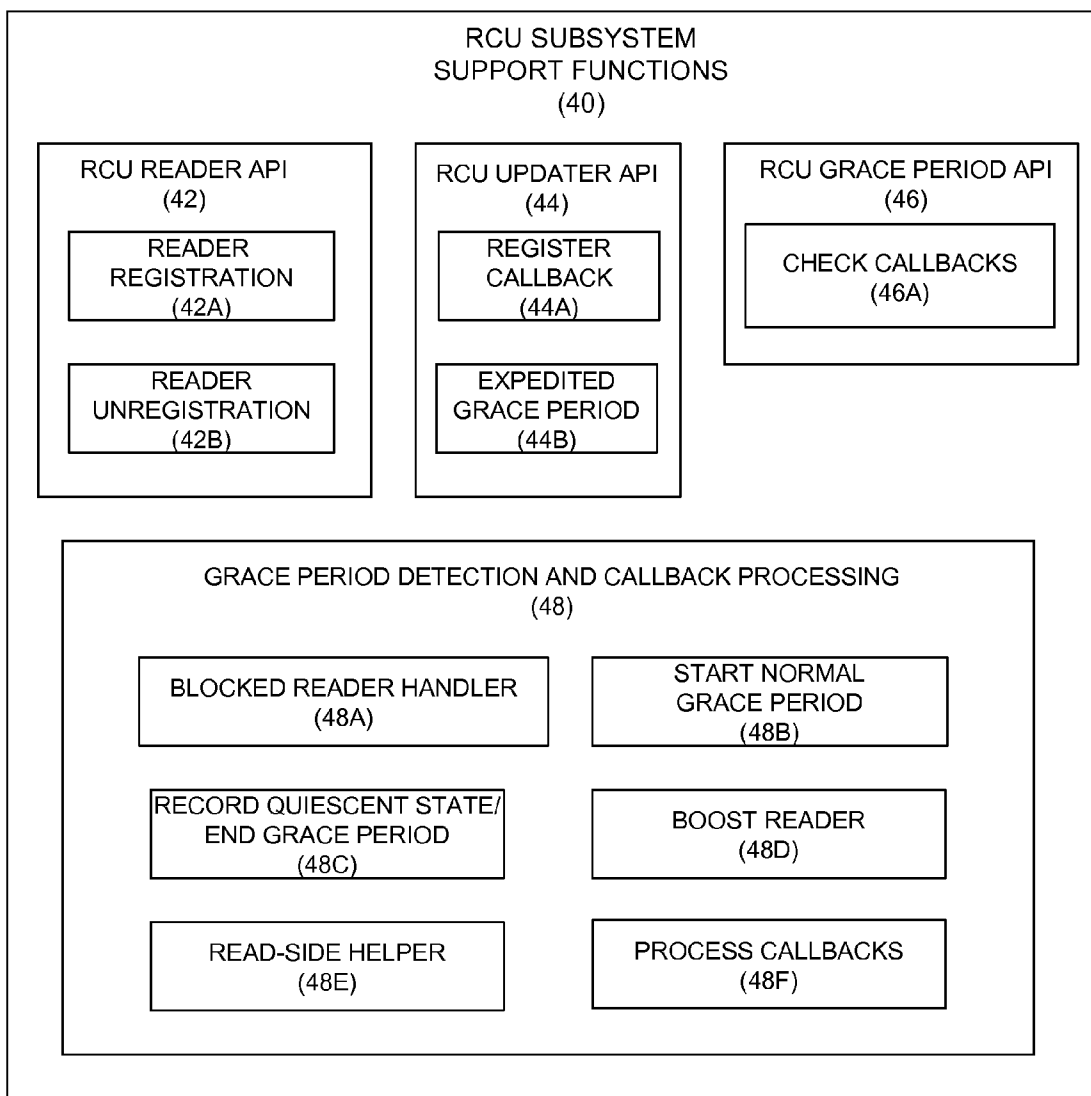 RCU SUBSYSTEM
SUPPORT FUNCTIONS
(40)
RCU READER API
(42)
READER
REGISTRATION
(42A)
READER
UNREGISTRATION
(42B)
RCU UPDATER API
(44)
REGISTER
CALLBACK
(44A)
EXPEDITED
GRACE PERIOD
(44B)
RCU GRACE PERIOD API
(46)
CHECK CALLBACKS
(46A)
GRACE PERIOD DETECTION AND CALLBACK PROCESSING
(48)
BLOCKED READER HANDLER
(48A)
START NORMAL
GRACE PERIOD
(48B)
RECORD QUIESCENT STATE/
END GRACE PERIOD
(48C)
BOOST READER
(48D)
READ-SIDE HELPER
(48E)
PROCESS CALLBACKS
(48F)